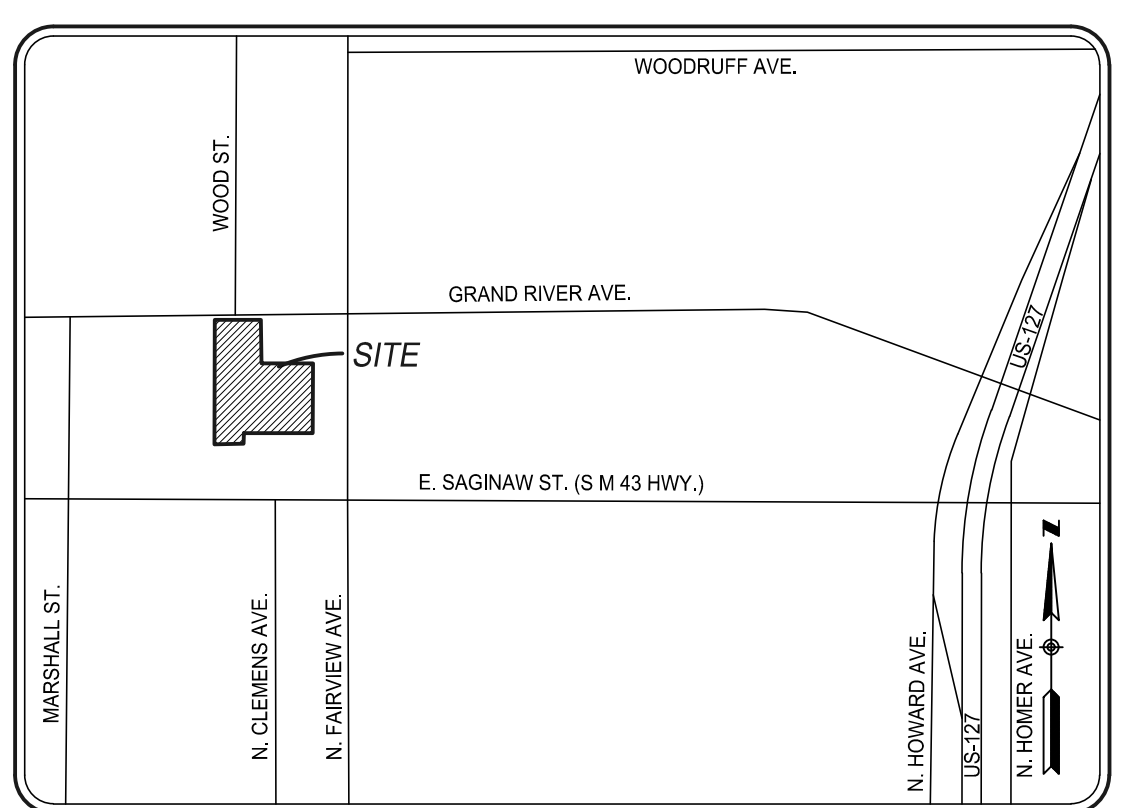 WOODRUFF AVE.
WOOD ST.
GRAND RIVER AVE.
US-127
SITE
E. SAGINAW ST. (S M 43 HWY.)
N
MARSHALL ST.
N. CLEMENS AVE.
N. FAIRVIEW AVE.
N. HOWARD AVE.
US-127
N. HOMER AVE.